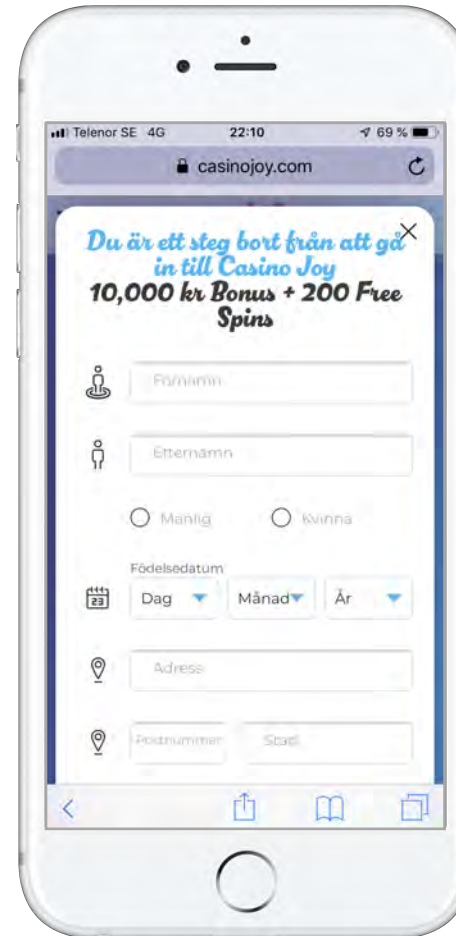 Telenor SE 4G 22:10 69 %
casinojoy.com
Du är ett steg bort från att gå
in till Casino Joy
10,000 kr Bonus + 200 Free
Spins
Förnamn
Efternamn
Manlig Kvinna
Födelsedatum
23 Dag Månad År
Adress
Postnummer Stad